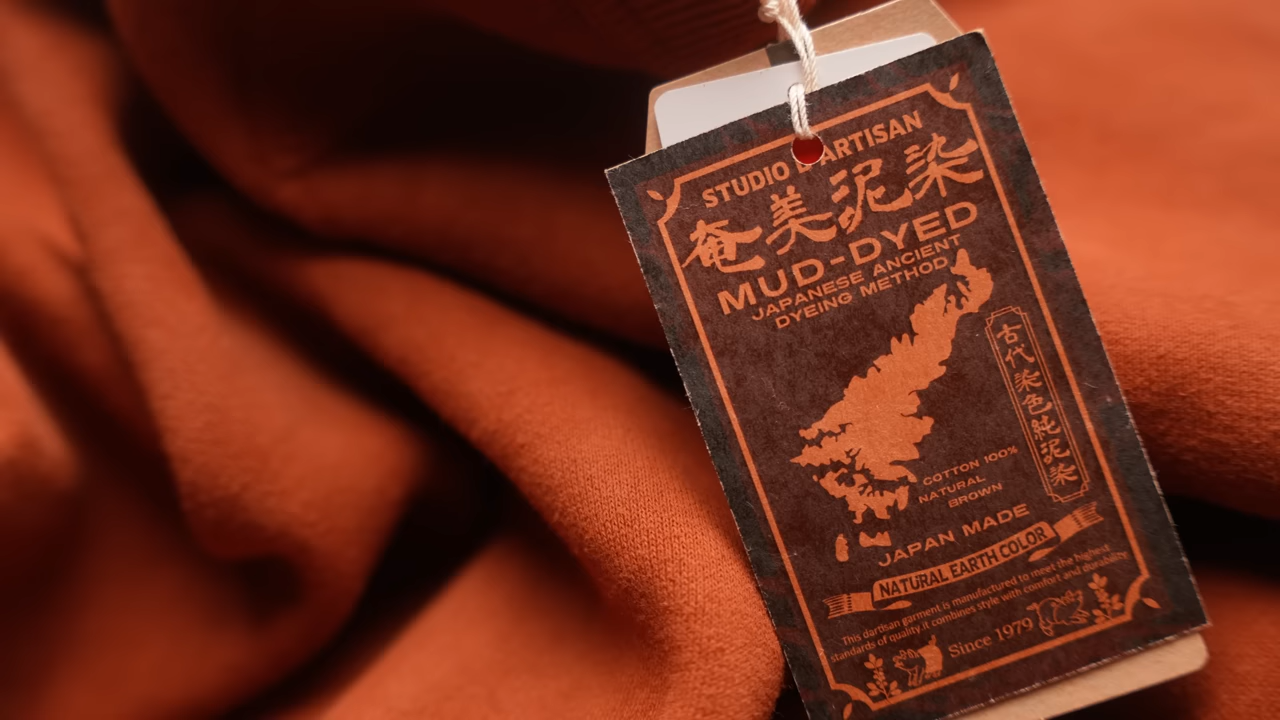 STUDIO D'ARTISAN
奄美泥染
MUD-DYED
JAPANESE ANCIENT
DYEING METHOD
古代染色純泥染
COTTON 100%
NATURAL
BROWN
JAPAN MADE
NATURAL EARTH COLOR
This dartisan garment is manufactured to meet the highest
standards of quality.it combines style with comfort and durability
Since 1979